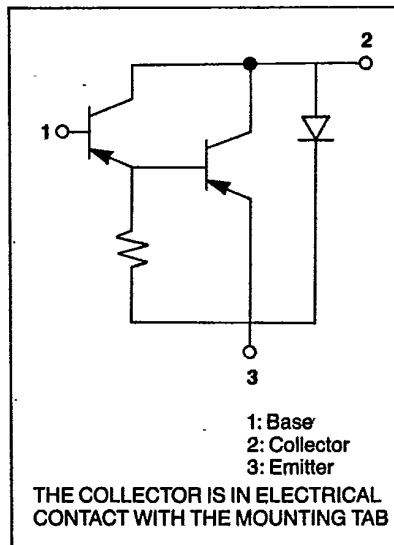 2
1
3
1: Base
2: Collector
3: Emitter
THE COLLECTOR IS IN ELECTRICAL
CONTACT WITH THE MOUNTING TAB